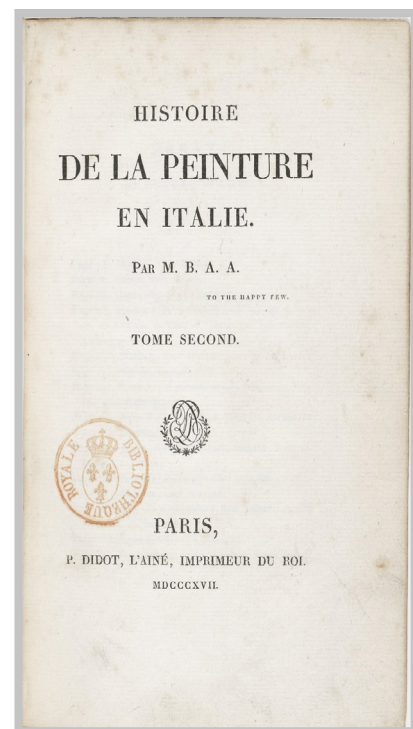 HISTOIRE
DE LA PEINTURE
EN ITALIE.
PAR M. B. A. A.
TO THE HAPPY FEW.
TOME SECOND.
BIBLIOTHEQUE ROYALE
PARIS,
P. DIDOT, L'AINÉ, IMPRIMEUR DU ROI.
MDCCCXVII.